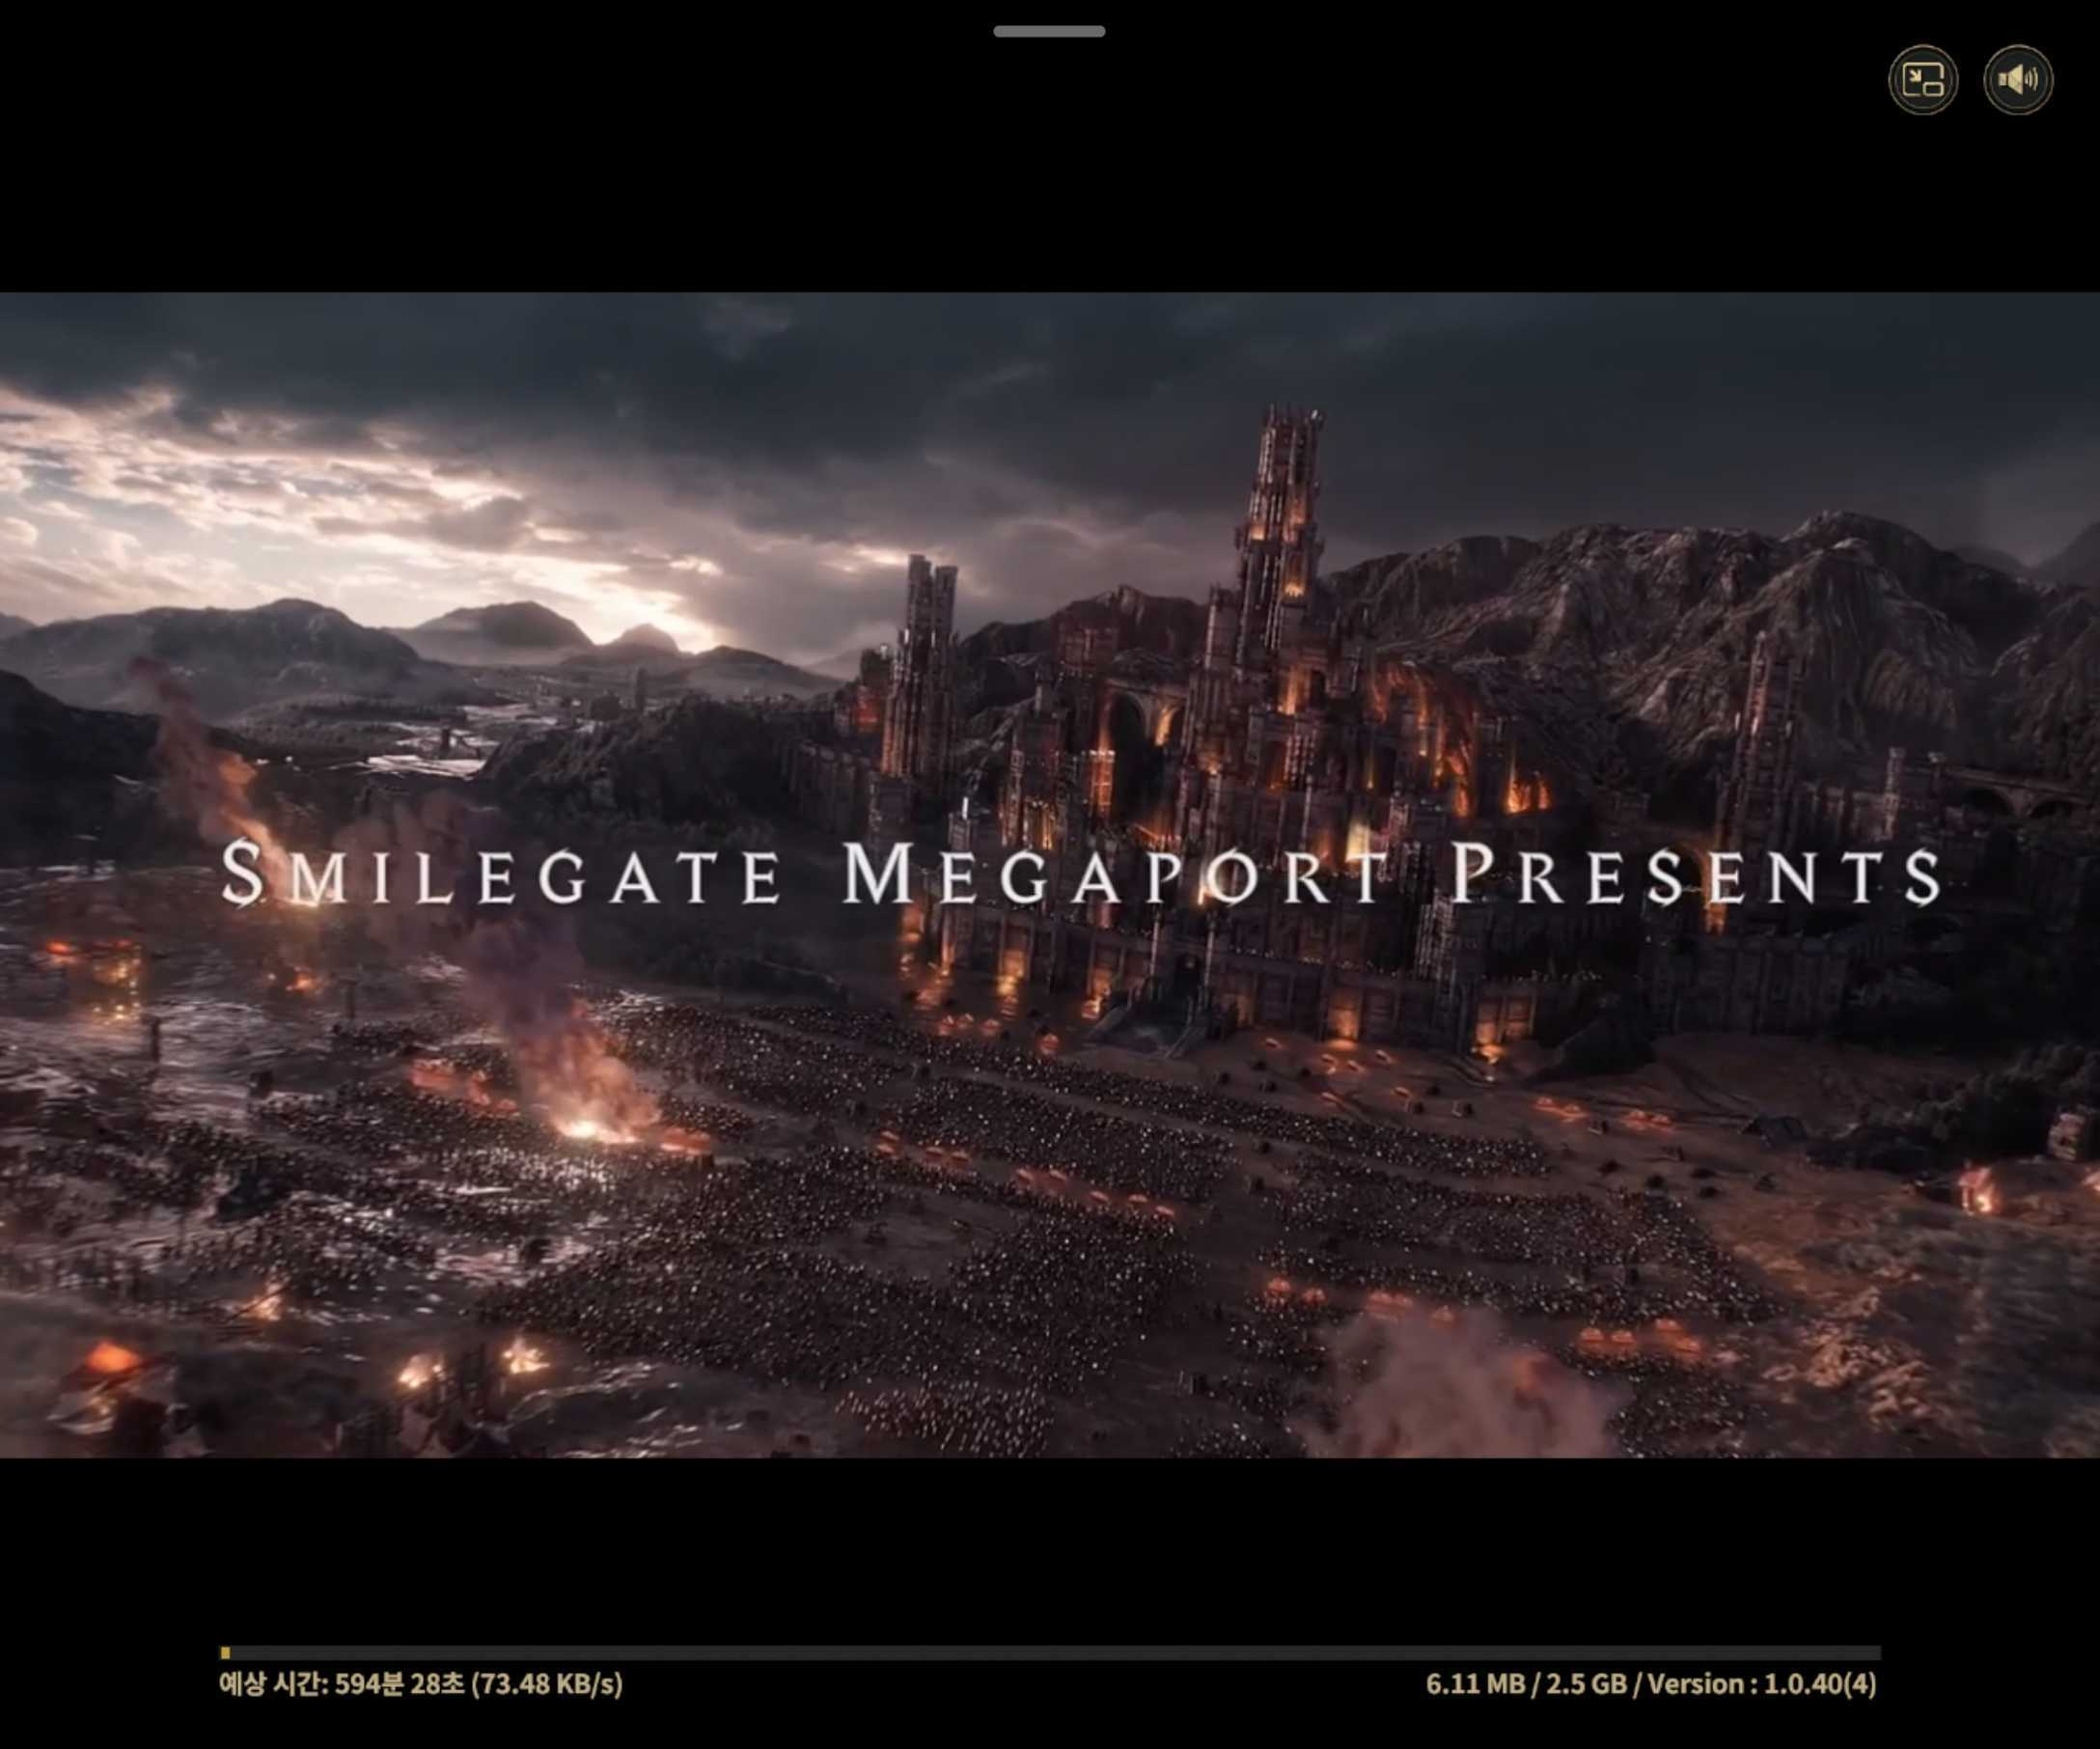 SMILEGATE MEGAPORT PRESENTS
예상 시간: 594분 28초 (73.48 KB/s)
6.11 MB / 2.5 GB / Version : 1.0.40(4)